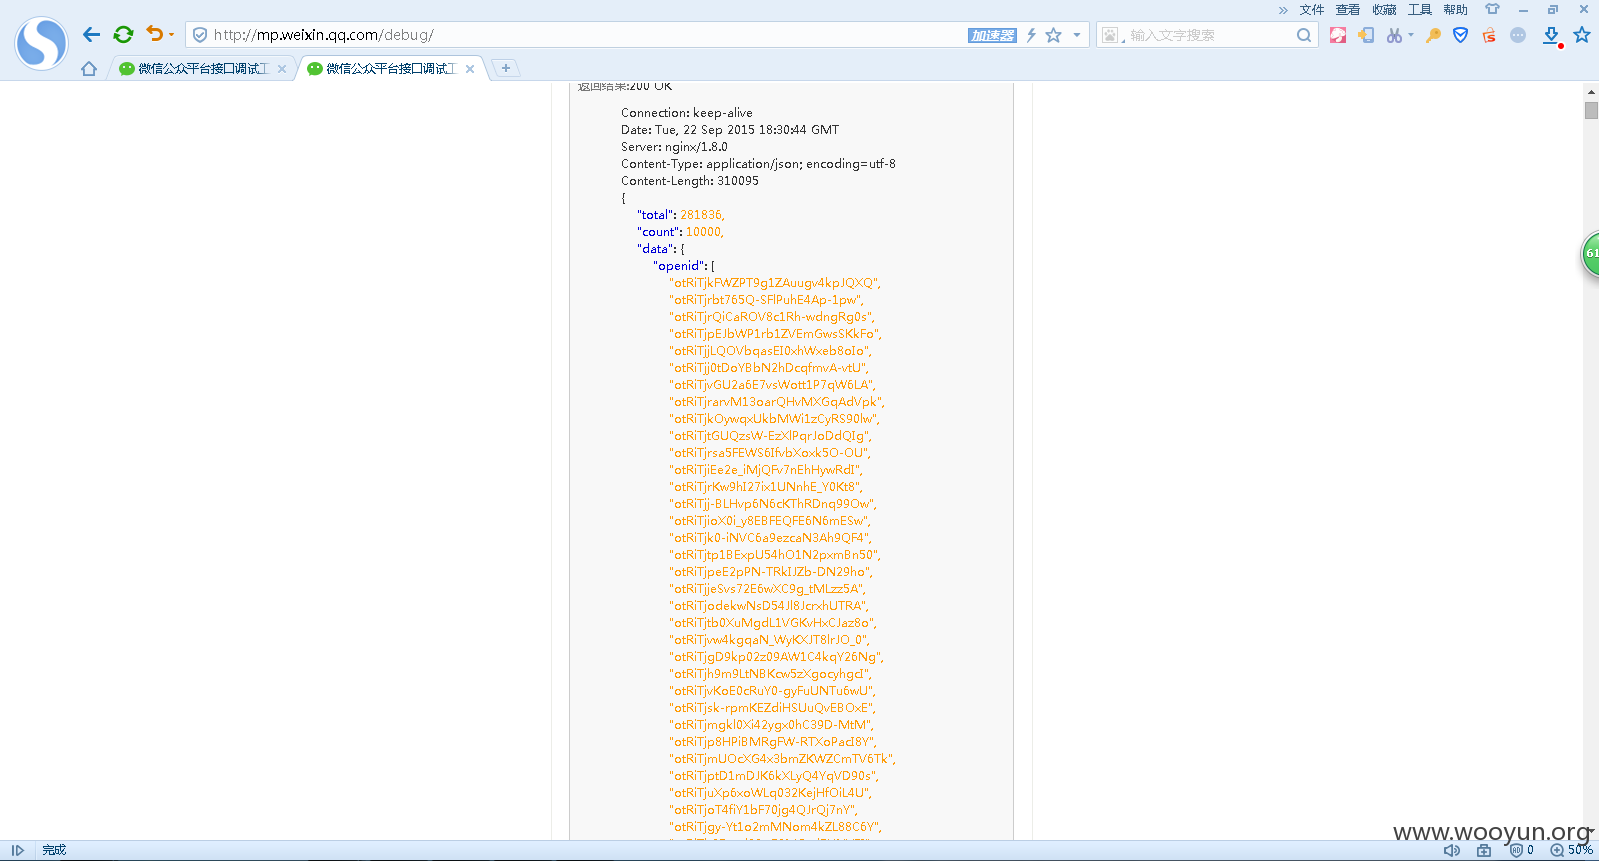 » 文件 查看 收藏 工具 帮助
http://mp.weixin.qq.com/debug/ 加速器 输入文字搜索
微信公众平台接口调试工 微信公众平台接口调试工
返回结果:200 OK
Connection: keep-alive
Date: Tue, 22 Sep 2015 18:30:44 GMT
Server: nginx/1.8.0
Content-Type: application/json; encoding=utf-8
Content-Length: 310095
{
"total": 281836,
"count": 10000,
"data": {
"openid": [
"otRiTjkFWZPT9g1ZAuugv4kpJQXQ",
"otRiTjrbt765Q-SFlPuhE4Ap-1pw",
"otRiTjrQiCaROV8c1Rh-wdngRg0s",
"otRiTjpEJbWP1rb1ZVEmGwsSKkFo",
"otRiTjjLQOVbqasEI0xhWxeb8oIo",
"otRiTjj0tDoYBbN2hDcqfmvA-vtU",
"otRiTjvGU2a6E7vsWott1P7qW6LA",
"otRiTjrarvM13oarQHvMXGqAdVpk",
"otRiTjkOywqxUkbMWi1zCyRS90lw",
"otRiTjtGUQzsW-EzXlPqrJoDdQIg",
"otRiTjrsa5FEWS6IfvbXoxk5O-OU",
"otRiTjiEe2e_iMjQFv7nEhHywRdI",
"otRiTjrKw9hI27ix1UNnhE_Y0Kt8",
"otRiTjj-BLHvp6N6cKThRDnq99Ow",
"otRiTjioX0i_y8EBFEQFE6N6mESw",
"otRiTjk0-iNVC6a9ezcaN3Ah9QF4",
"otRiTjtp1BExpU54hO1N2pxmBn50",
"otRiTjpeE2pPN-TRkIJZb-DN29ho",
"otRiTjjeSvs72E6wXC9g_tMLzz5A",
"otRiTjodekwNsD54Jl8JcrxhUTRA",
"otRiTjtb0XuMgdL1VGKvHxCJaz8o",
"otRiTjvw4kgqaN_WyKXJT8lrJO_0",
"otRiTjgD9kp02z09AW1C4kqY26Ng",
"otRiTjh9m9LtNBKcw5zXgocyhgcI",
"otRiTjvKoE0cRuY0-gyFuUNTu6wU",
"otRiTjsk-rpmKEZdiHSUuQvEBOxE",
"otRiTjmgkl0Xi42ygx0hC39D-MtM",
"otRiTjp8HPiBMRgFW-RTXoPacI8Y",
"otRiTjmUOcXG4x3bmZKWZCmTV6Tk",
"otRiTjptD1mDJK6kXLyQ4YqVD90s",
"otRiTjuXp6xoWLq032KejHfOiL4U",
"otRiTjoT4fiY1bF70jg4QJrQj7nY",
"otRiTjgy-Yt1o2mMNom4kZL88C6Y",
61
www.wooyun.org
完成 0 50%